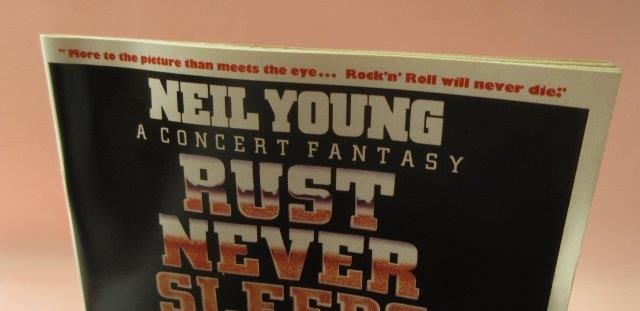 "More to the picture than meets the eye... Rock'n' Roll will never die."
NEIL YOUNG
A CONCERT FANTASY
RUST
NEVER
SLEEPS